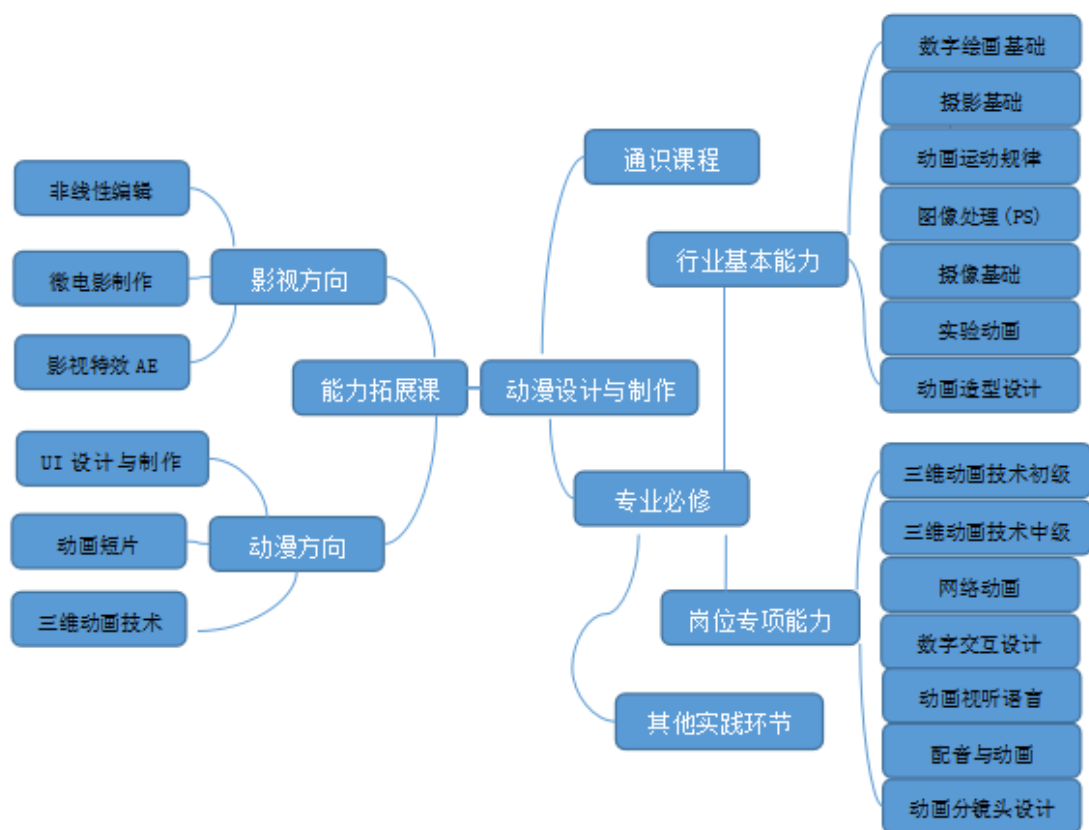 数字绘画基础
摄影基础
通识课程
动画运动规律
非线性编辑
图像处理(PS)
行业基本能力
微电影制作
影视方向
摄像基础
实验动画
影视特效 AE
能力拓展课
动漫设计与制作
动画造型设计
UI 设计与制作
三维动画技术初级
专业必修
三维动画技术中级
动画短片
动漫方向
网络动画
三维动画技术
岗位专项能力
数字交互设计
动画视听语言
其他实践环节
配音与动画
动画分镜头设计